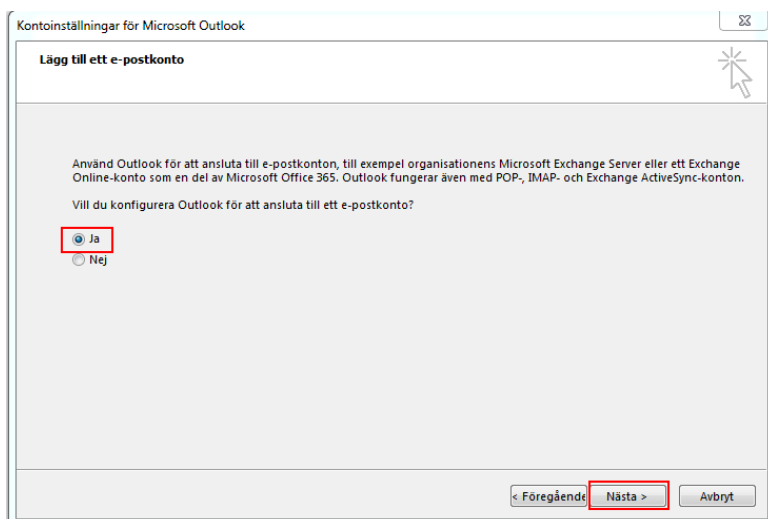 Kontoinställningar för Microsoft Outlook
Lägg till ett e-postkonto
Använd Outlook för att ansluta till e-postkonton, till exempel organisationens Microsoft Exchange Server eller ett Exchange
Online-konto som en del av Microsoft Office 365. Outlook fungerar även med POP-, IMAP- och Exchange ActiveSync-konton.
Vill du konfigurera Outlook för att ansluta till ett e-postkonto?
Ja
Nej
< Föregående Nästa > Avbryt